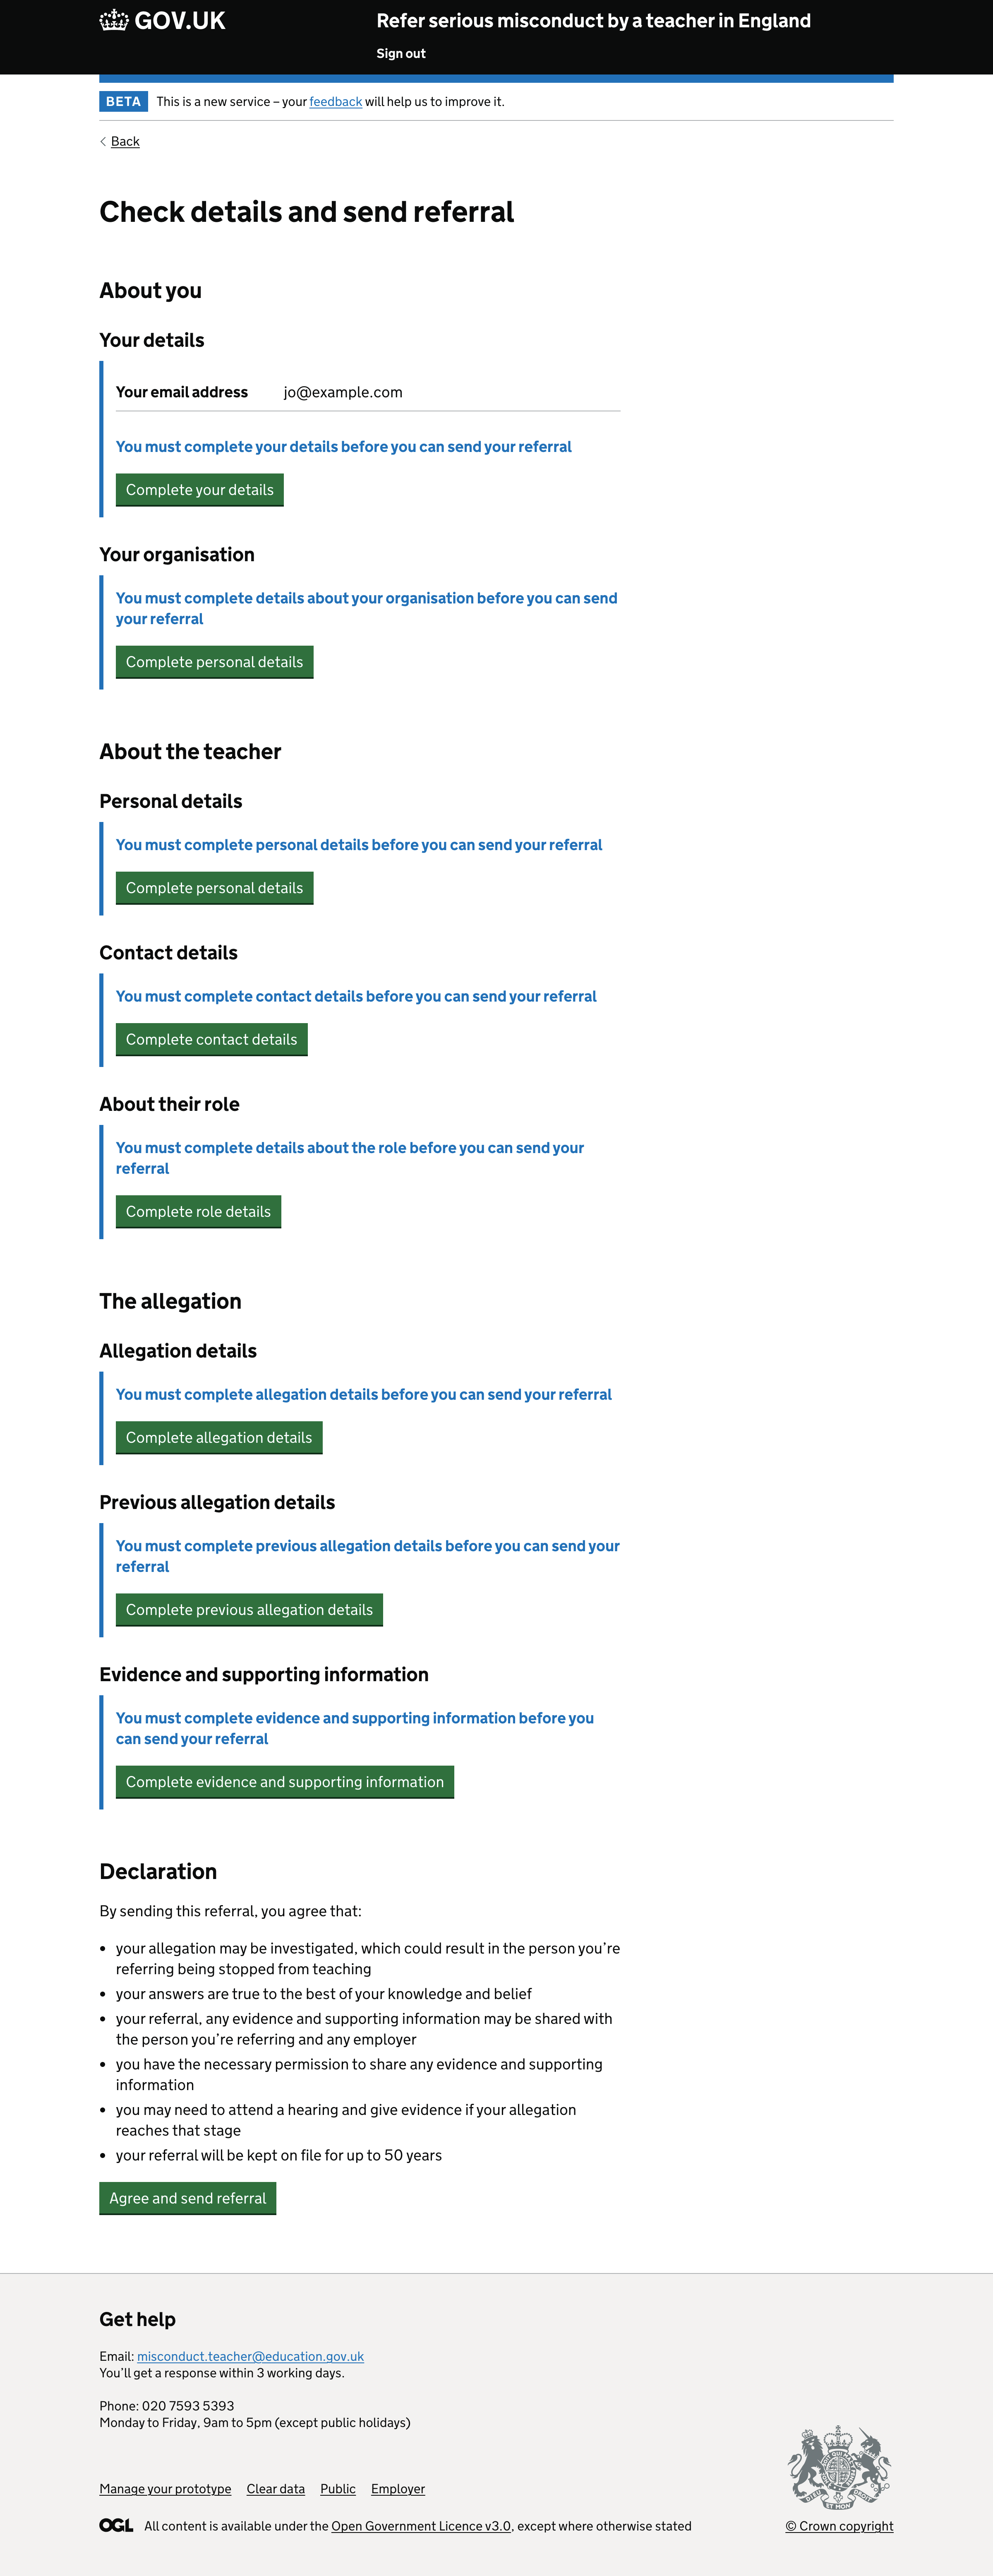 GOV.UK
Refer serious misconduct by a teacher in England
Sign out
BETA
This is a new service – your feedback will help us to improve it.
Back
Check details and send referral
About you
Your details
Your email address
jo@example.com
You must complete your details before you can send your referral
Complete your details
Your organisation
You must complete details about your organisation before you can send
your referral
Complete personal details
About the teacher
Personal details
You must complete personal details before you can send your referral
Complete personal details
Contact details
You must complete contact details before you can send your referral
Complete contact details
About their role
You must complete details about the role before you can send your
referral
Complete role details
The allegation
Allegation details
You must complete allegation details before you can send your referral
Complete allegation details
Previous allegation details
You must complete previous allegation details before you can send your
referral
Complete previous allegation details
Evidence and supporting information
You must complete evidence and supporting information before you
can send your referral
Complete evidence and supporting information
Declaration
By sending this referral, you agree that:
• your allegation may be investigated, which could result in the person you’re
referring being stopped from teaching
• your answers are true to the best of your knowledge and belief
• your referral, any evidence and supporting information may be shared with
the person you’re referring and any employer
• you have the necessary permission to share any evidence and supporting
information
• you may need to attend a hearing and give evidence if your allegation
reaches that stage
• your referral will be kept on file for up to 50 years
Agree and send referral
Get help
Email: misconduct.teacher@education.gov.uk
You’ll get a response within 3 working days.
Phone: 020 7593 5393
Monday to Friday, 9am to 5pm (except public holidays)
Manage your prototype Clear data Public Employer
OGL All content is available under the Open Government Licence v3.0, except where otherwise stated
© Crown copyright